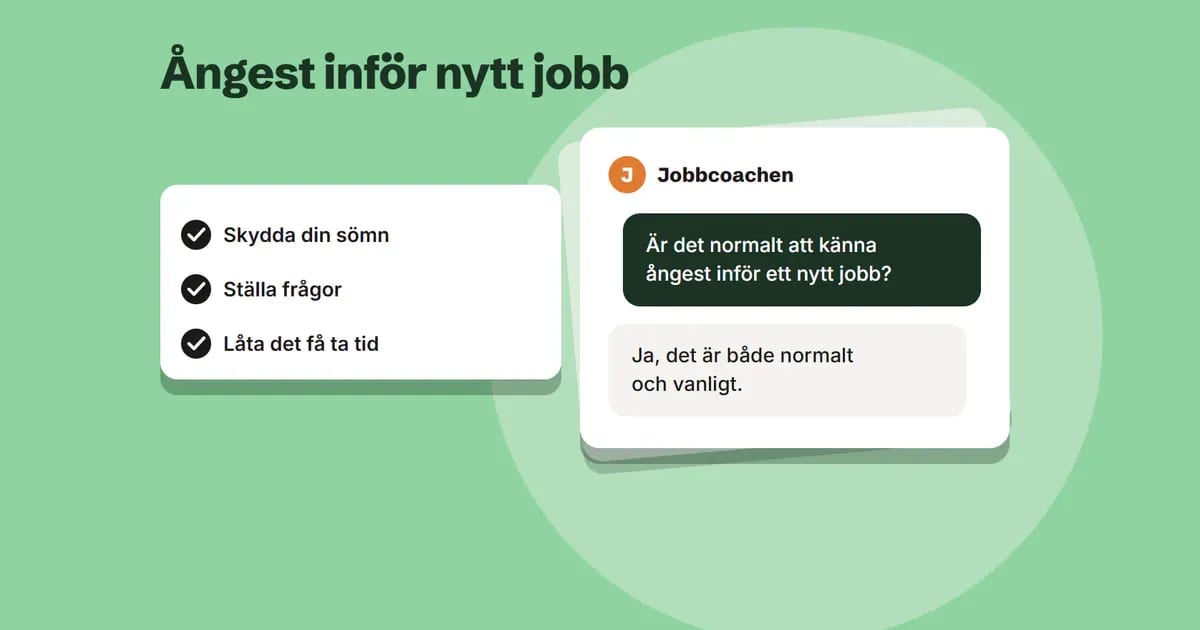 Ångest inför nytt jobb
Skydda din sömn
Ställa frågor
Låta det få ta tid
J Jobbcoachen
Är det normalt att känna
ångest inför ett nytt jobb?
Ja, det är både normalt
och vanligt.